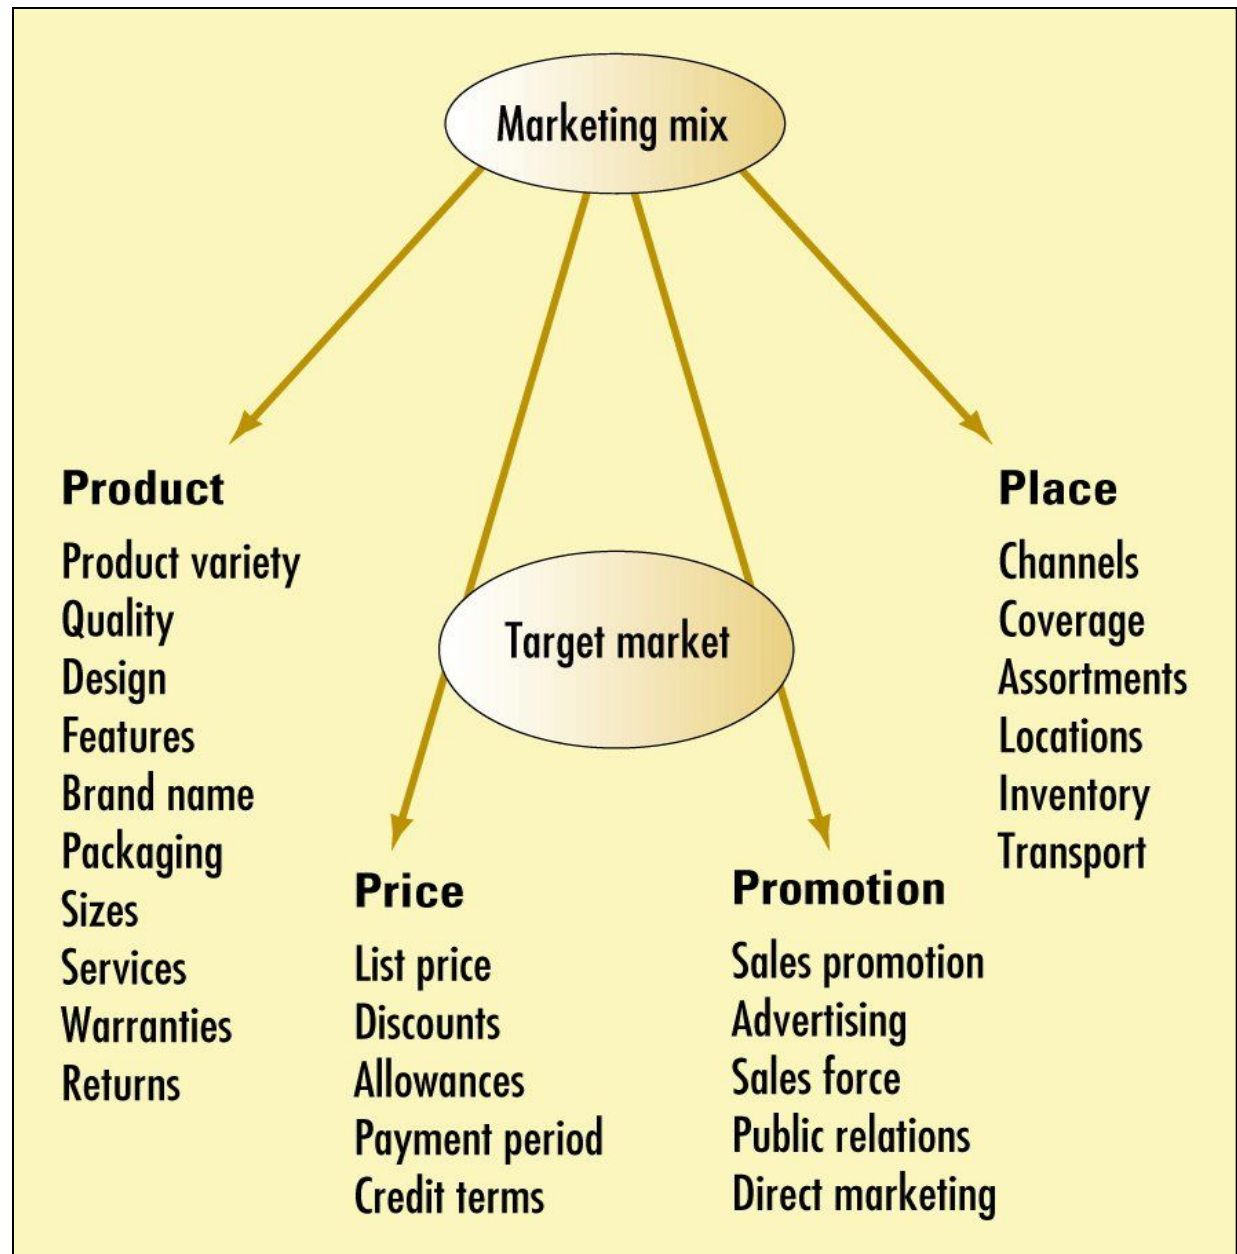 Marketing mix
Target market
Product
Product variety
Quality
Design
Features
Brand name
Packaging
Sizes
Services
Warranties
Returns
Price
List price
Discounts
Allowances
Payment period
Credit terms
Promotion
Sales promotion
Advertising
Sales force
Public relations
Direct marketing
Place
Channels
Coverage
Assortments
Locations
Inventory
Transport